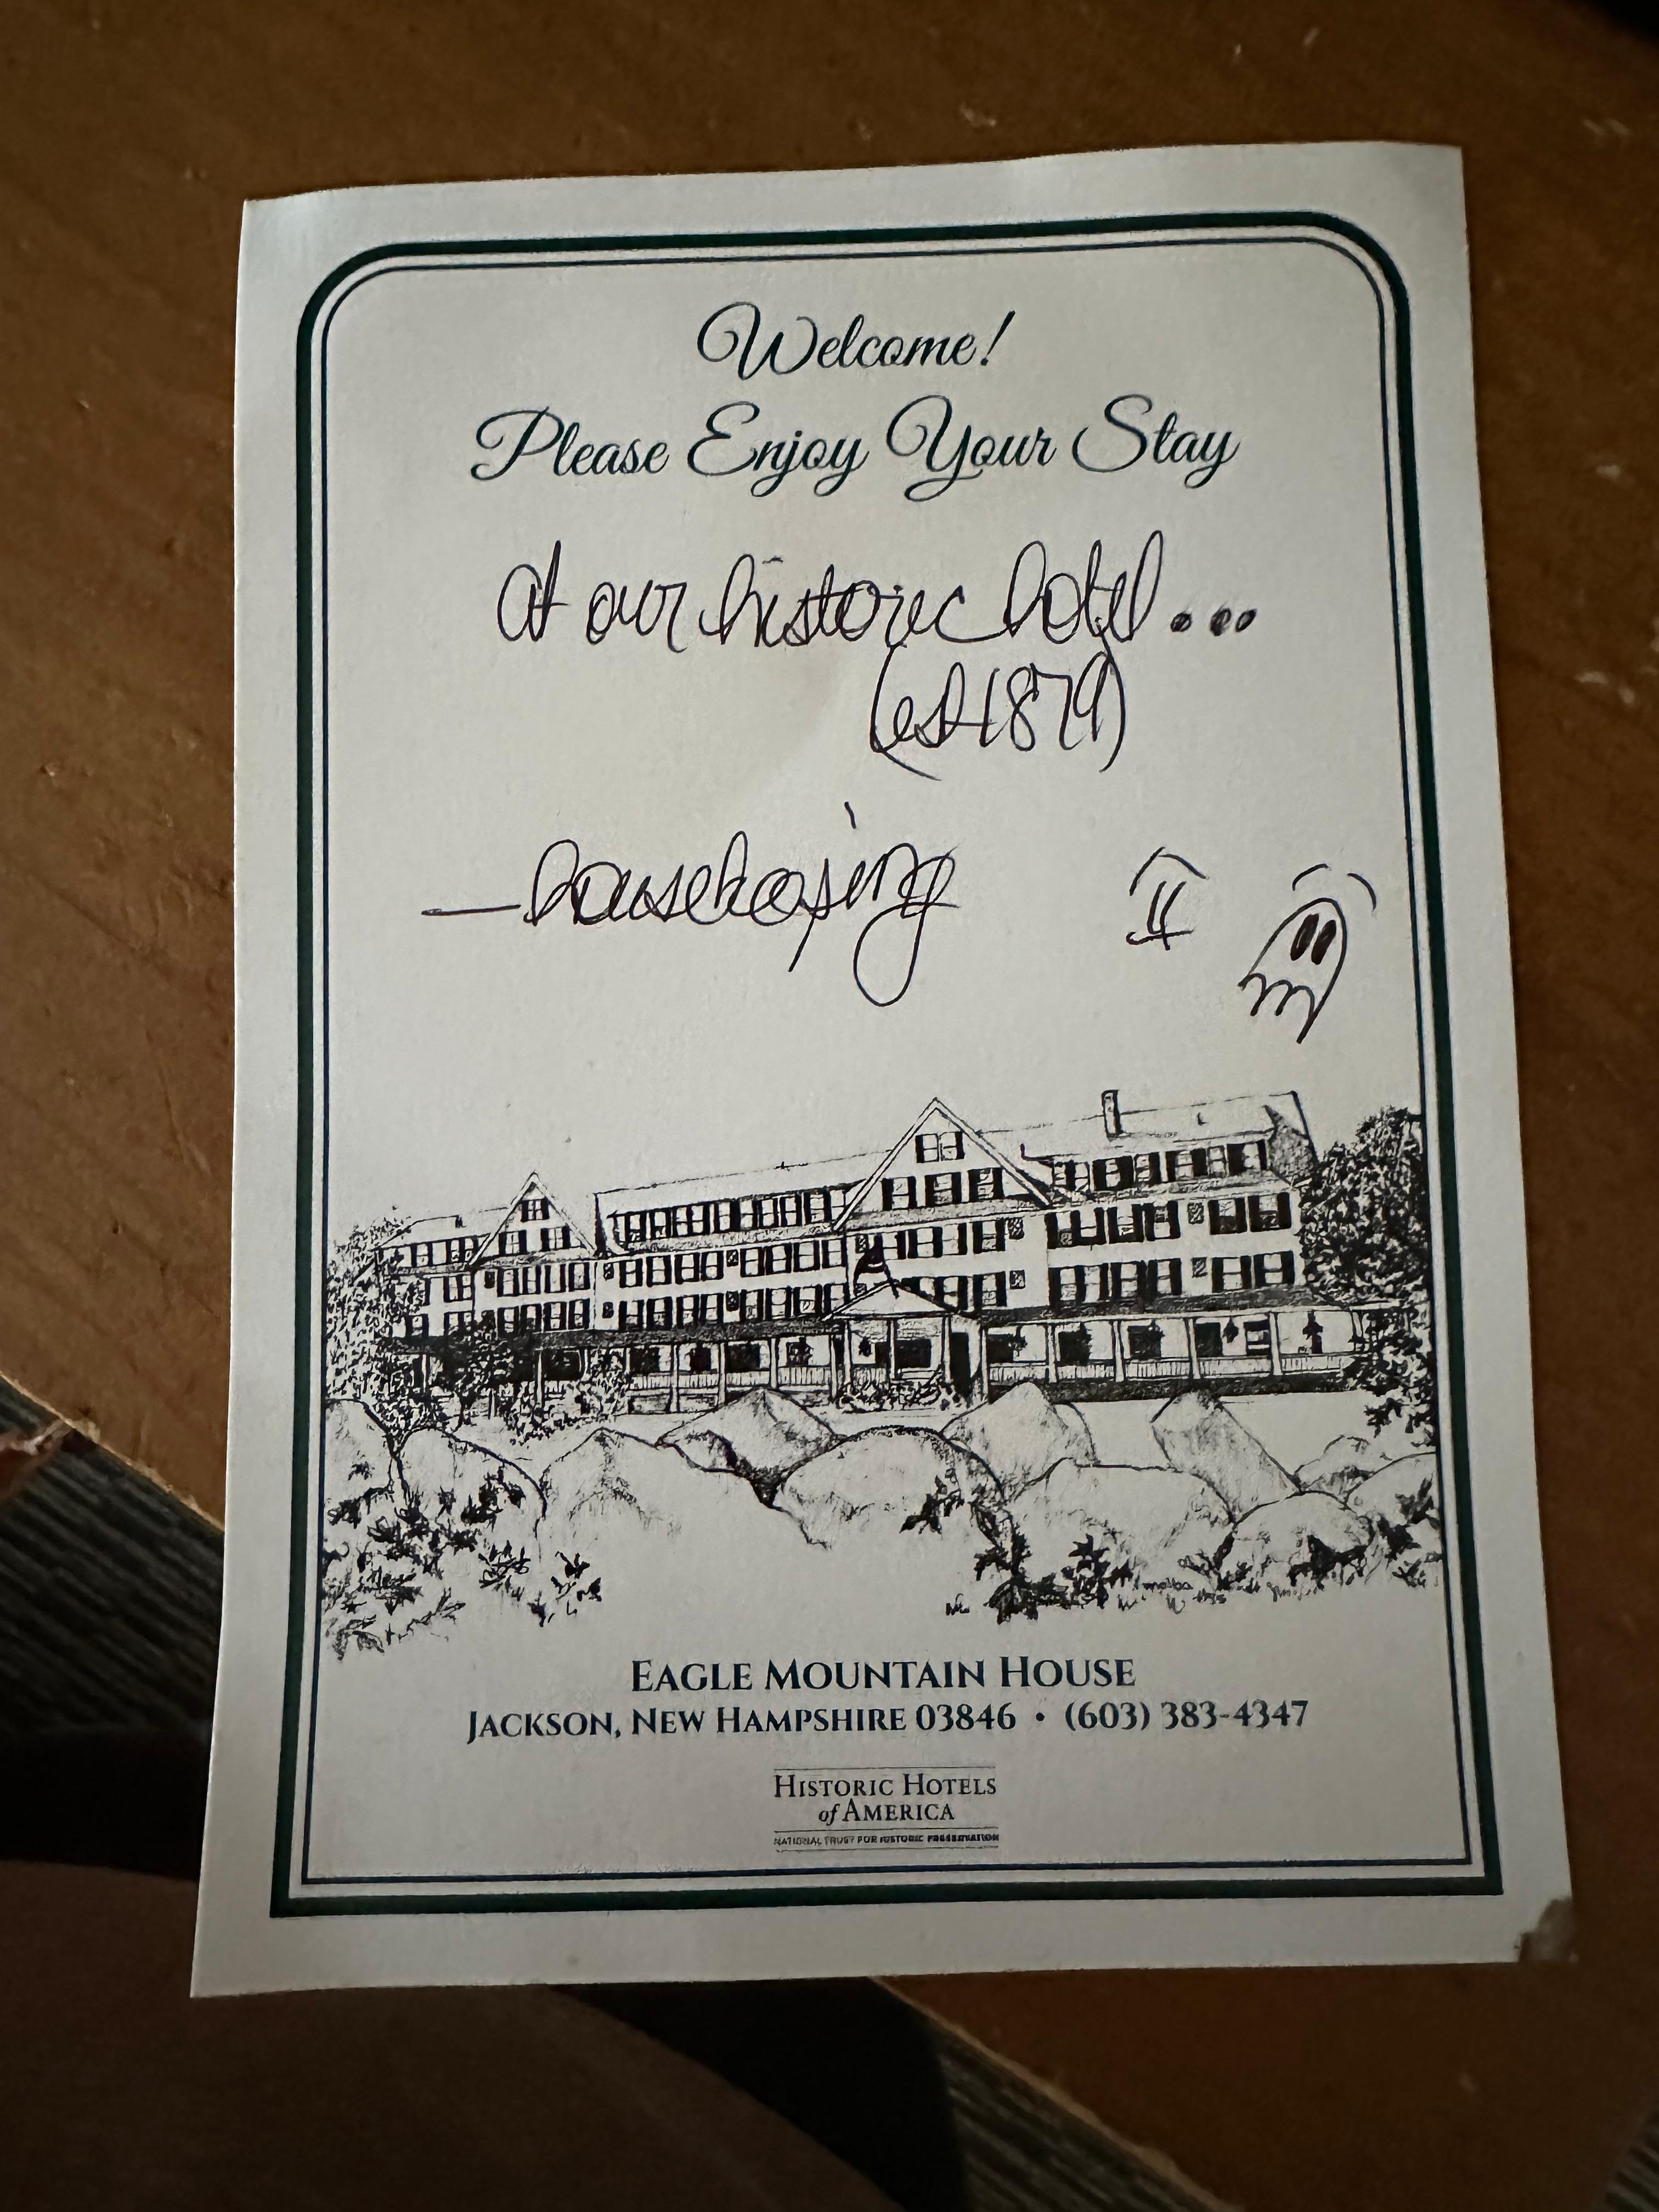 Welcome!
Please Enjoy Your Stay
at our historic hotel...
(est 1879)
— housekeeping
EAGLE MOUNTAIN HOUSE
JACKSON, NEW HAMPSHIRE 03846 • (603) 383-4347
HISTORIC HOTELS
of AMERICA
NATIONAL TRUST FOR HISTORIC PRESERVATION